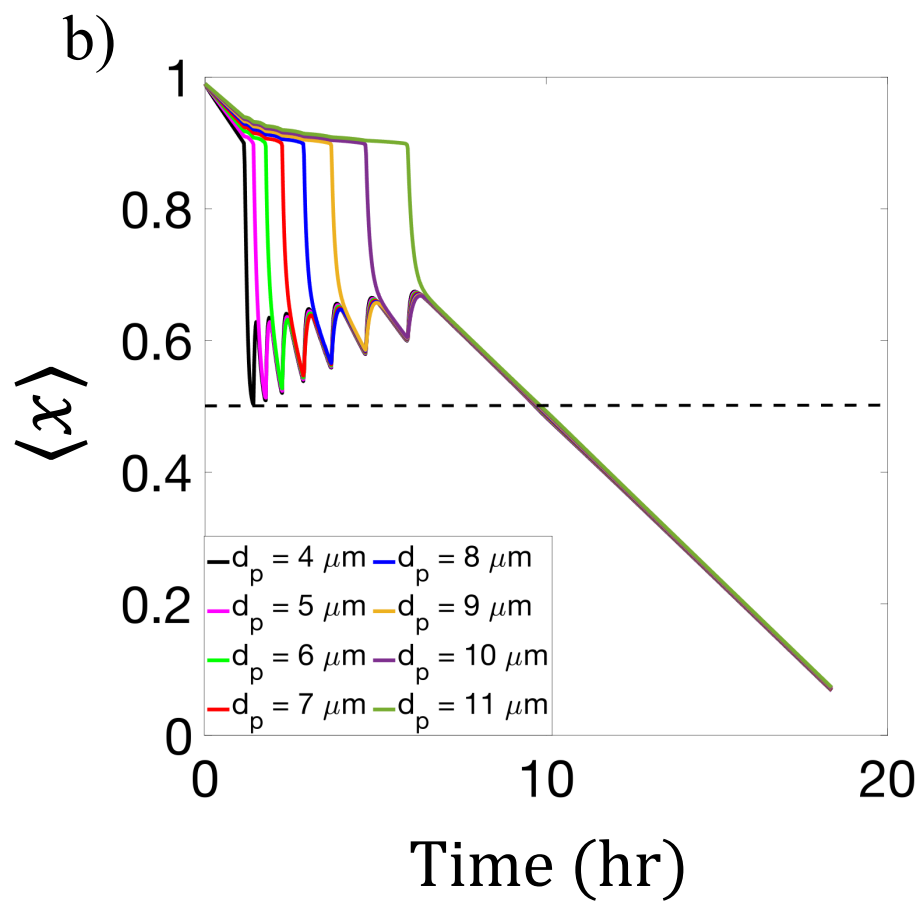 b)
1
0.8
0.6
0.4
0.2
0
⟨x⟩
d_p = 4 μm
d_p = 8 μm
d_p = 5 μm
d_p = 9 μm
d_p = 6 μm
d_p = 10 μm
d_p = 7 μm
d_p = 11 μm
0 10 20
Time (hr)